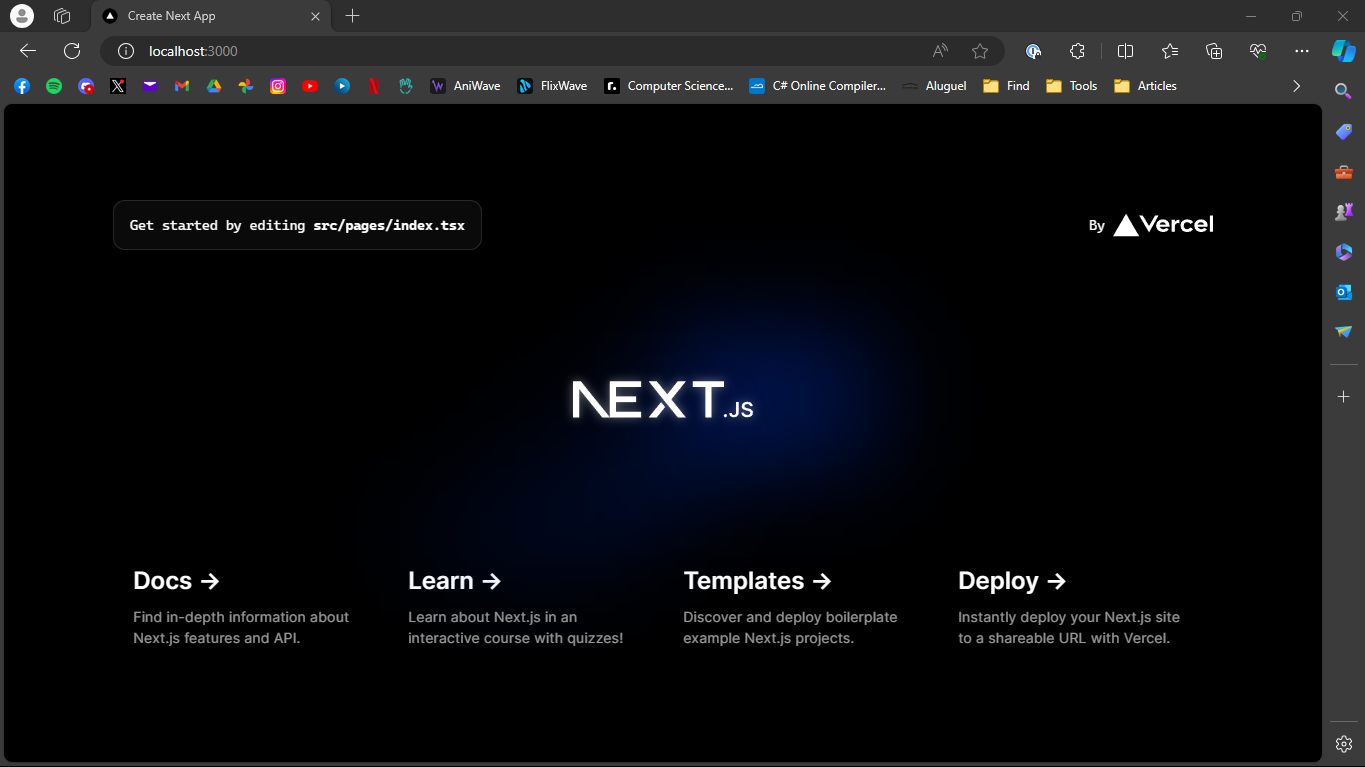 Create Next App
localhost:3000
AniWave
FlixWave
Computer Science...
C# Online Compiler...
Aluguel
Find
Tools
Articles
Get started by editing src/pages/index.tsx
By Vercel
NEXT.JS
Docs ->
Find in-depth information about
Next.js features and API.
Learn ->
Learn about Next.js in an
interactive course with quizzes!
Templates ->
Discover and deploy boilerplate
example Next.js projects.
Deploy ->
Instantly deploy your Next.js site
to a shareable URL with Vercel.